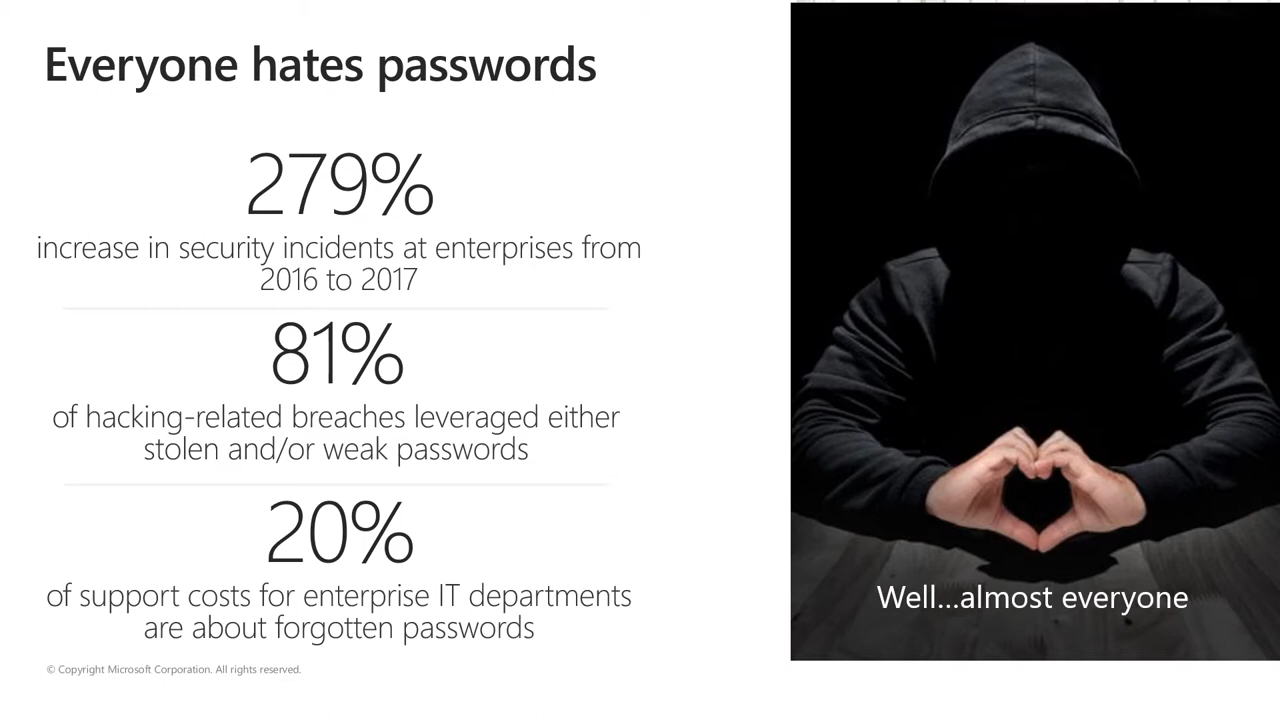 Everyone hates passwords
279%
increase in security incidents at enterprises from
2016 to 2017
81%
of hacking-related breaches leveraged either
stolen and/or weak passwords
20%
of support costs for enterprise IT departments
are about forgotten passwords
© Copyright Microsoft Corporation. All rights reserved.
Well...almost everyone